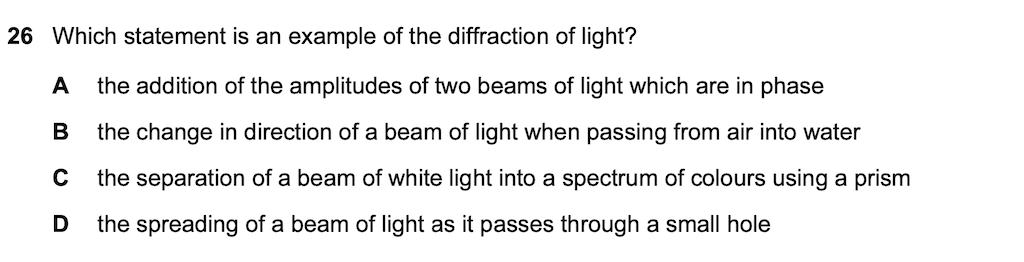 26 Which statement is an example of the diffraction of light?
A the addition of the amplitudes of two beams of light which are in phase
B the change in direction of a beam of light when passing from air into water
C the separation of a beam of white light into a spectrum of colours using a prism
D the spreading of a beam of light as it passes through a small hole